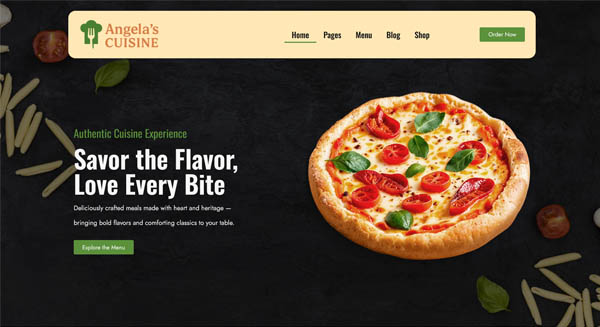 Angela's
CUISINE
Home Pages Menu Blog Shop
Order Now
Authentic Cuisine Experience
Savor the Flavor,
Love Every Bite
Deliciously crafted meals made with heart and heritage —
bringing bold flavors and comforting classics to your table.
Explore the Menu